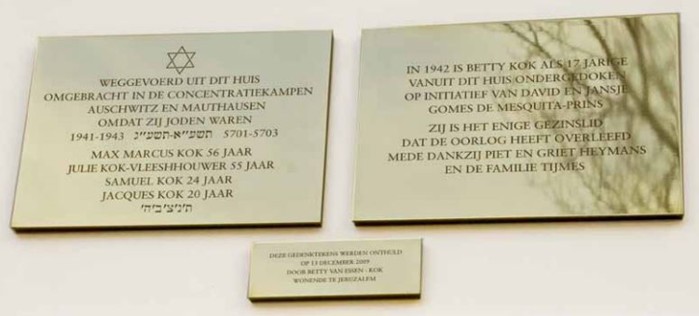 WEGGEVOERD UIT DIT HUIS
OMGEBRACHT IN DE CONCENTRATIEKAMPEN
AUSCHWITZ EN MAUTHAUSEN
OMDAT ZIJ JODEN WAREN
1941-1943 תש״א-תשע״ג 5701-5703
MAX MARCUS KOK 56 JAAR
JULIE KOK-VLEESHHOUWER 55 JAAR
SAMUEL KOK 24 JAAR
JACQUES KOK 20 JAAR
ת'נ'צ'ב'ה'
IN 1942 IS BETTY KOK ALS 17 JARIGE
VANUIT DIT HUIS ONDERGEDOKEN
OP INITIATIEF VAN DAVID EN JANSJE
GOMES DE MESQUITA-PRINS
ZIJ IS HET ENIGE GEZINSLID
DAT DE OORLOG HEEFT OVERLEEFD
MEDE DANKZIJ PIET EN GRIET HEYMANS
EN DE FAMILIE TIJMES
DEZE GEDENKTEKENS WERDEN ONTHULD
OP 13 DECEMBER 2009
DOOR BETTY VAN ESSEN - KOK
WONENDE TE JERUZALEM